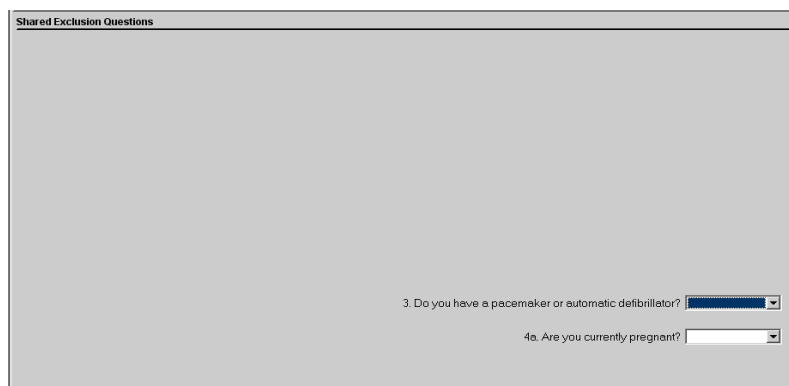 Shared Exclusion Questions
3. Do you have a pacemaker or automatic defibrillator?
4a. Are you currently pregnant?